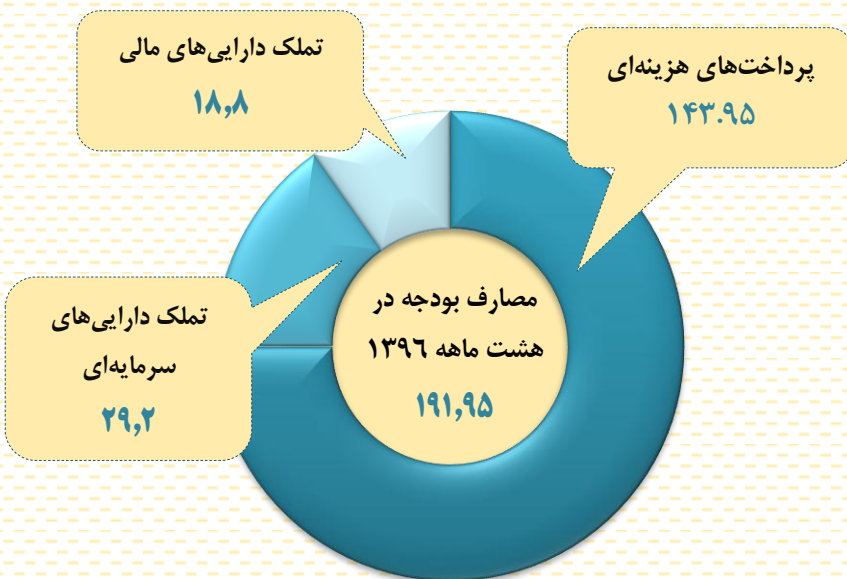 پرداخت‌های هزینه‌ای
۱۴۳.۹۵
تملک دارایی‌های مالی
۱۸,۸
تملک دارایی‌های
سرمایه‌ای
۲۹,۲
مصارف بودجه در
هشت ماهه ۱۳۹٦
۱۹۱,۹۵